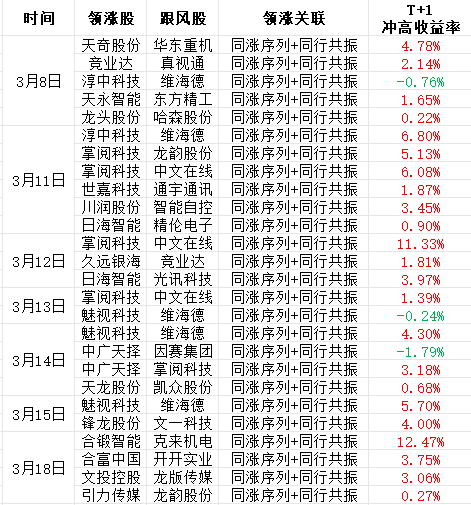 时间 领涨股 跟风股 领涨关联 T+1冲高收益率
3月8日 天奇股份 华东重机 同涨序列+同行共振 4.78%
竞业达 真视通 同涨序列+同行共振 2.14%
淳中科技 维海德 同涨序列+同行共振 -0.76%
天永智能 东方精工 同涨序列+同行共振 1.65%
龙头股份 哈森股份 同涨序列+同行共振 0.22%
3月11日 淳中科技 维海德 同涨序列+同行共振 6.80%
掌阅科技 龙韵股份 同涨序列+同行共振 5.13%
掌阅科技 中文在线 同涨序列+同行共振 6.08%
世嘉科技 通宇通讯 同涨序列+同行共振 1.87%
川润股份 智能自控 同涨序列+同行共振 3.45%
日海智能 精伦电子 同涨序列+同行共振 0.90%
3月12日 掌阅科技 中文在线 同涨序列+同行共振 11.33%
久远银海 竞业达 同涨序列+同行共振 1.81%
日海智能 光讯科技 同涨序列+同行共振 3.97%
3月13日 掌阅科技 中文在线 同涨序列+同行共振 1.39%
魅视科技 维海德 同涨序列+同行共振 -0.24%
3月14日 魅视科技 维海德 同涨序列+同行共振 4.30%
中广天择 因赛集团 同涨序列+同行共振 -1.79%
中广天择 掌阅科技 同涨序列+同行共振 3.18%
天龙股份 凯众股份 同涨序列+同行共振 0.68%
3月15日 魅视科技 维海德 同涨序列+同行共振 5.70%
锋龙股份 文一科技 同涨序列+同行共振 4.00%
3月18日 合锻智能 克来机电 同涨序列+同行共振 12.47%
合富中国 开开实业 同涨序列+同行共振 3.75%
文投控股 龙版传媒 同涨序列+同行共振 3.06%
引力传媒 龙韵股份 同涨序列+同行共振 0.27%